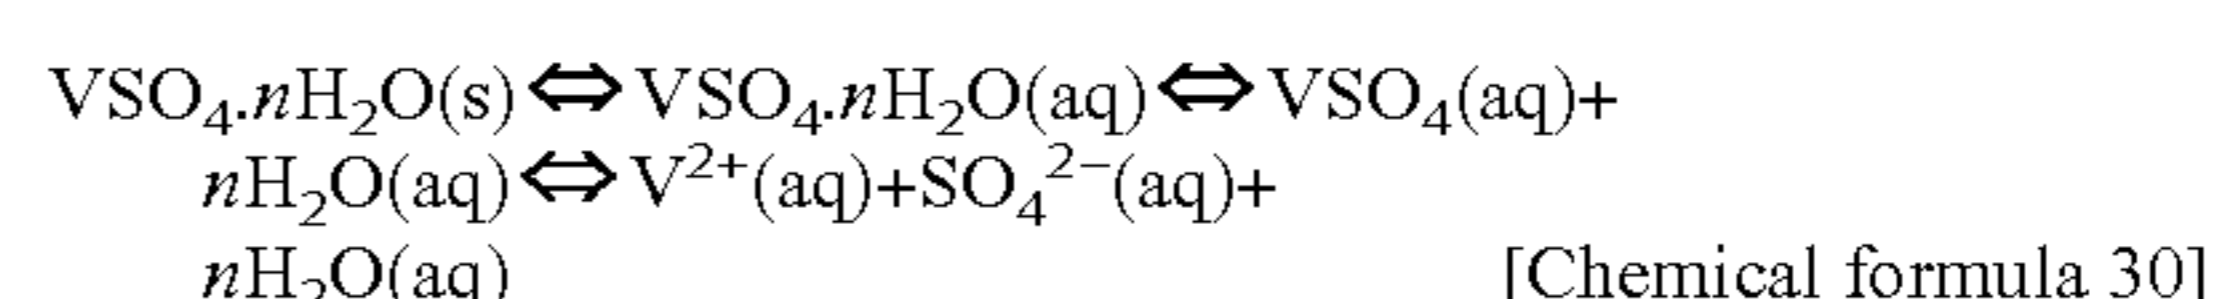 VSO₄.nH₂O(s)⇔VSO₄.nH₂O(aq)⇔VSO₄(aq)+
nH₂O(aq)⇔V²⁺(aq)+SO₄²⁻(aq)+
nH₂O(aq) [Chemical formula 30]